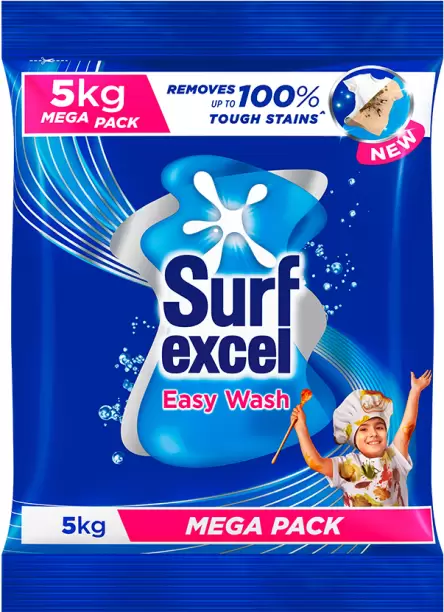 5kg
MEGA PACK
REMOVES
UP TO 100%
TOUGH STAINS^
NEW
Surf
excel
Easy Wash
5kg
MEGA PACK